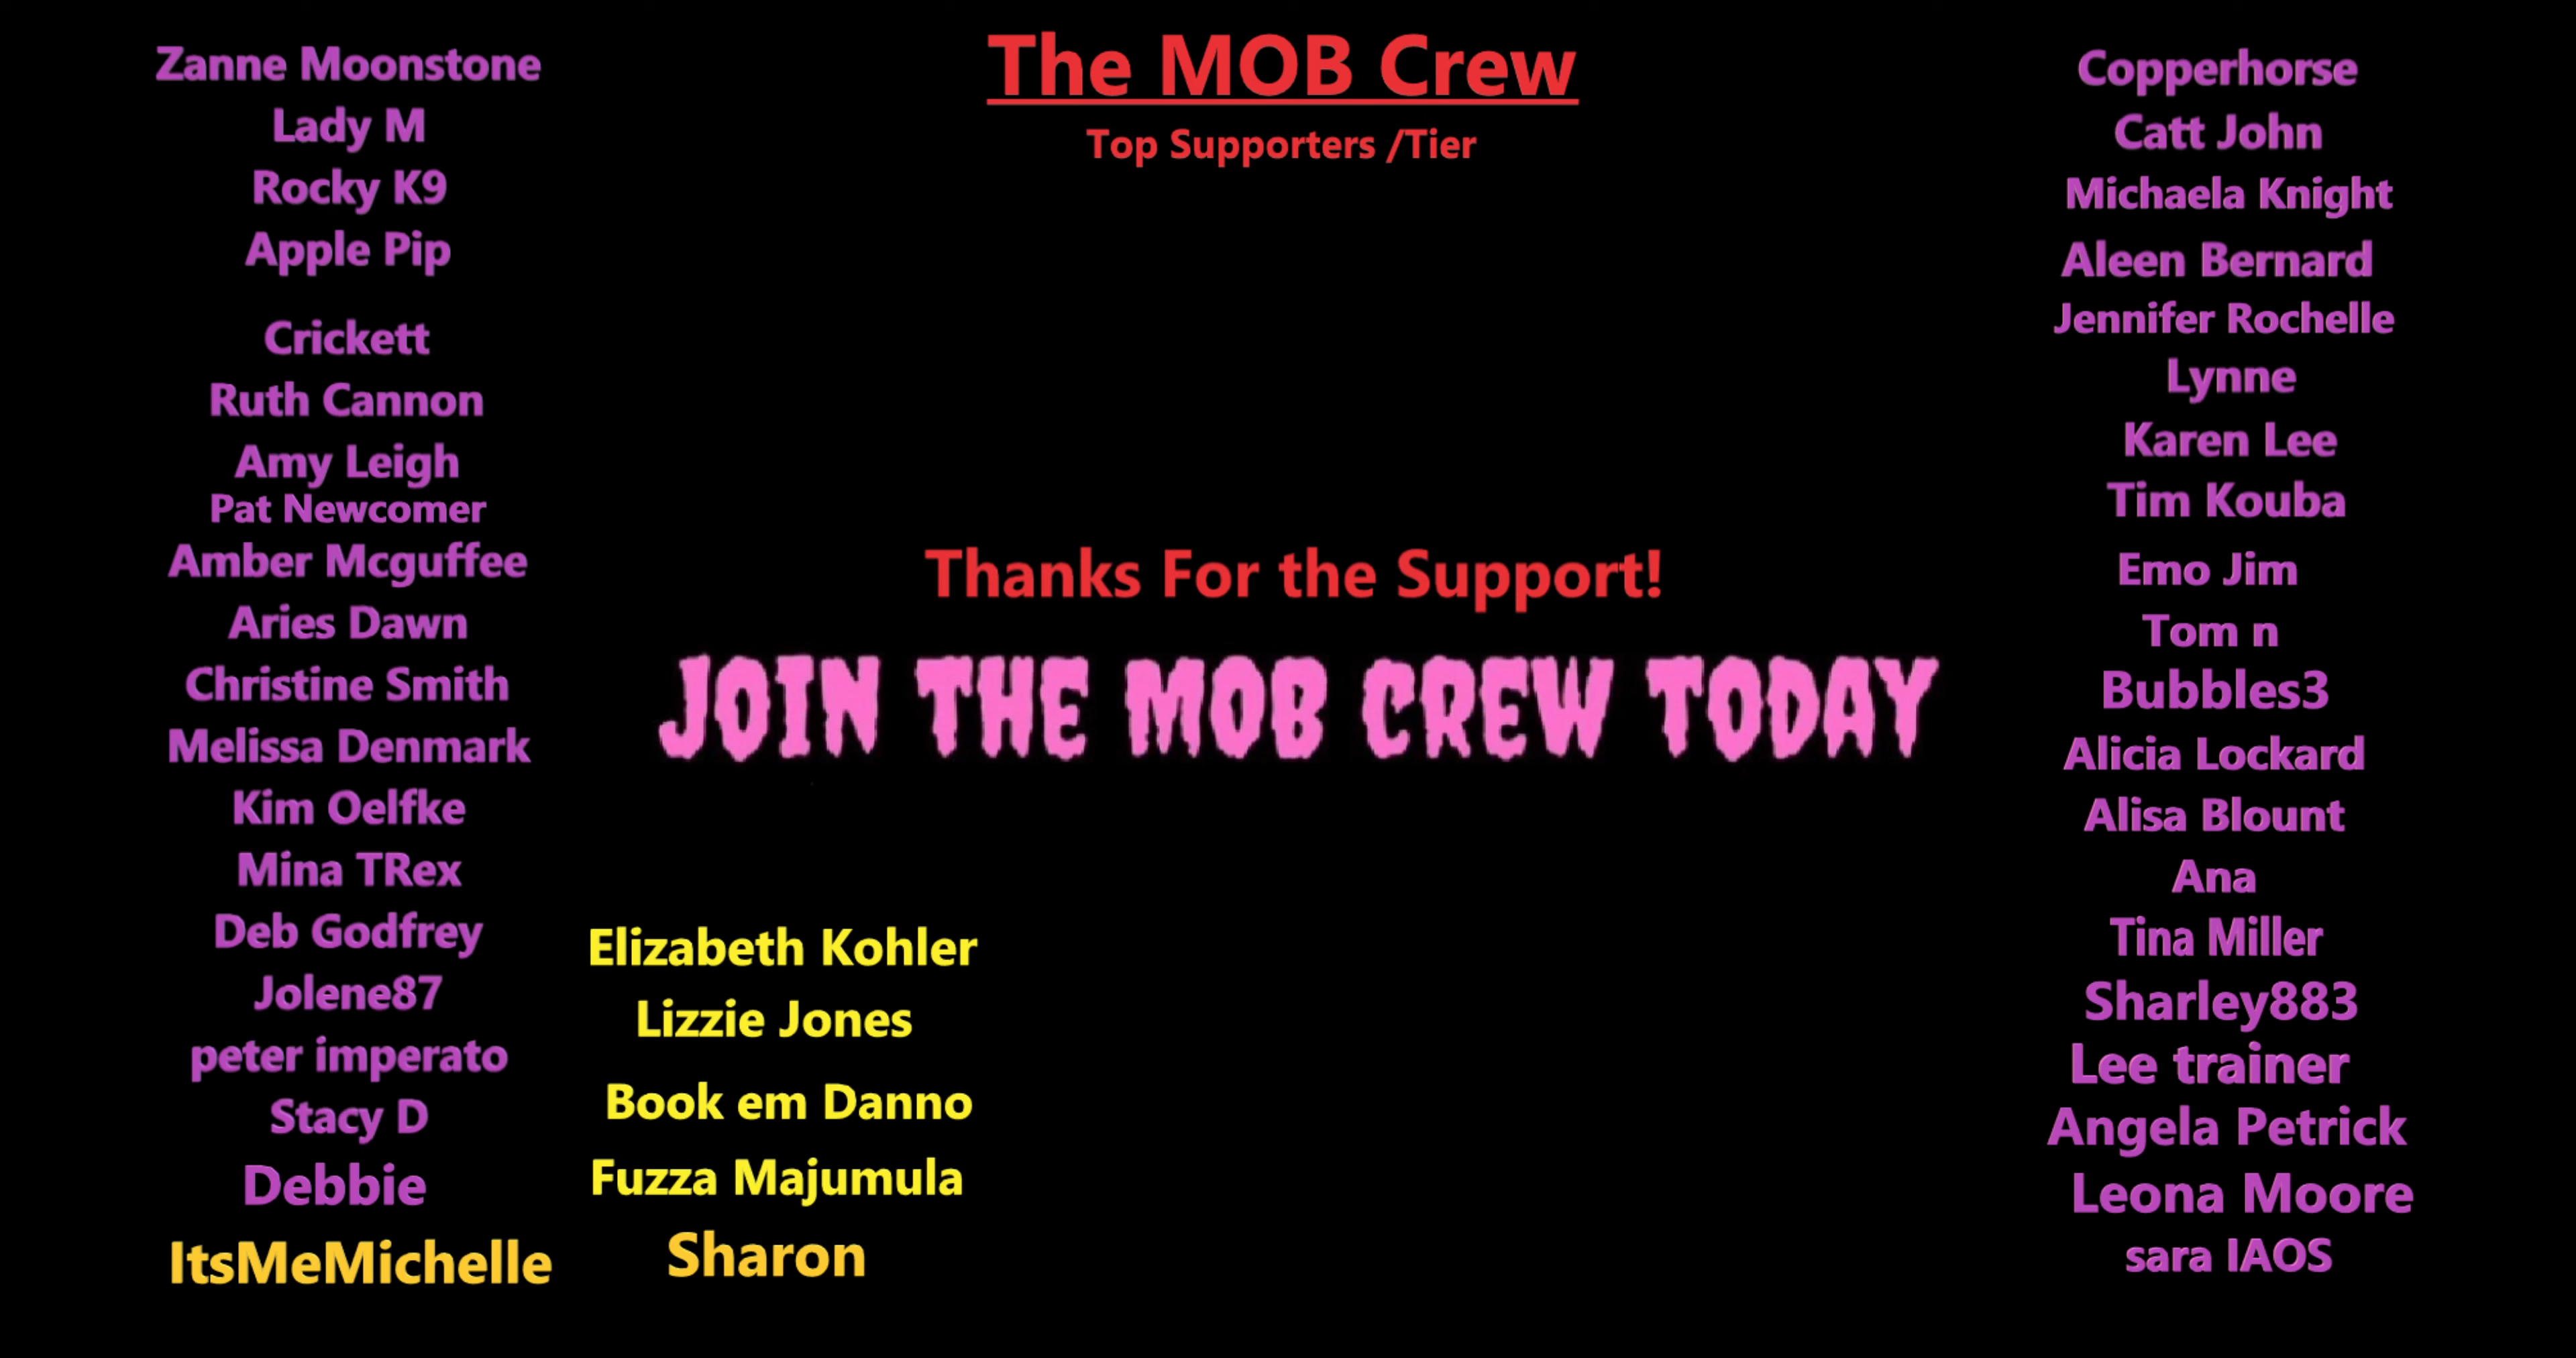 Zanne Moonstone
Lady M
Rocky K9
Apple Pip
Crickett
Ruth Cannon
Amy Leigh
Pat Newcomer
Amber Mcguffee
Aries Dawn
Christine Smith
Melissa Denmark
Kim Oelfke
Mina TRex
Deb Godfrey
Jolene87
peter imperato
Stacy D
Debbie
ItsMeMichelle
The MOB Crew
Top Supporters /Tier
Thanks For the Support!
JOIN THE MOB CREW TODAY
Elizabeth Kohler
Lizzie Jones
Book em Danno
Fuzza Majumula
Sharon
Copperhorse
Catt John
Michaela Knight
Aleen Bernard
Jennifer Rochelle
Lynne
Karen Lee
Tim Kouba
Emo Jim
Tom n
Bubbles3
Alicia Lockard
Alisa Blount
Ana
Tina Miller
Sharley883
Lee trainer
Angela Petrick
Leona Moore
sara IAOS